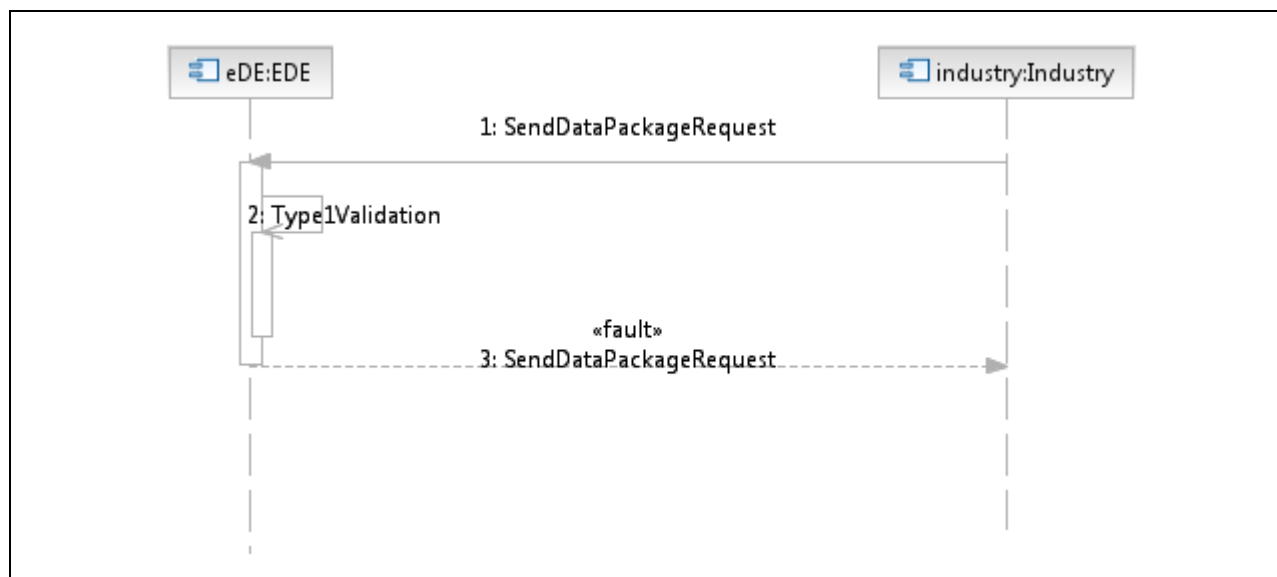 eDE:EDE
industry:Industry
1: SendDataPackageRequest
2: Type1Validation
«fault»
3: SendDataPackageRequest